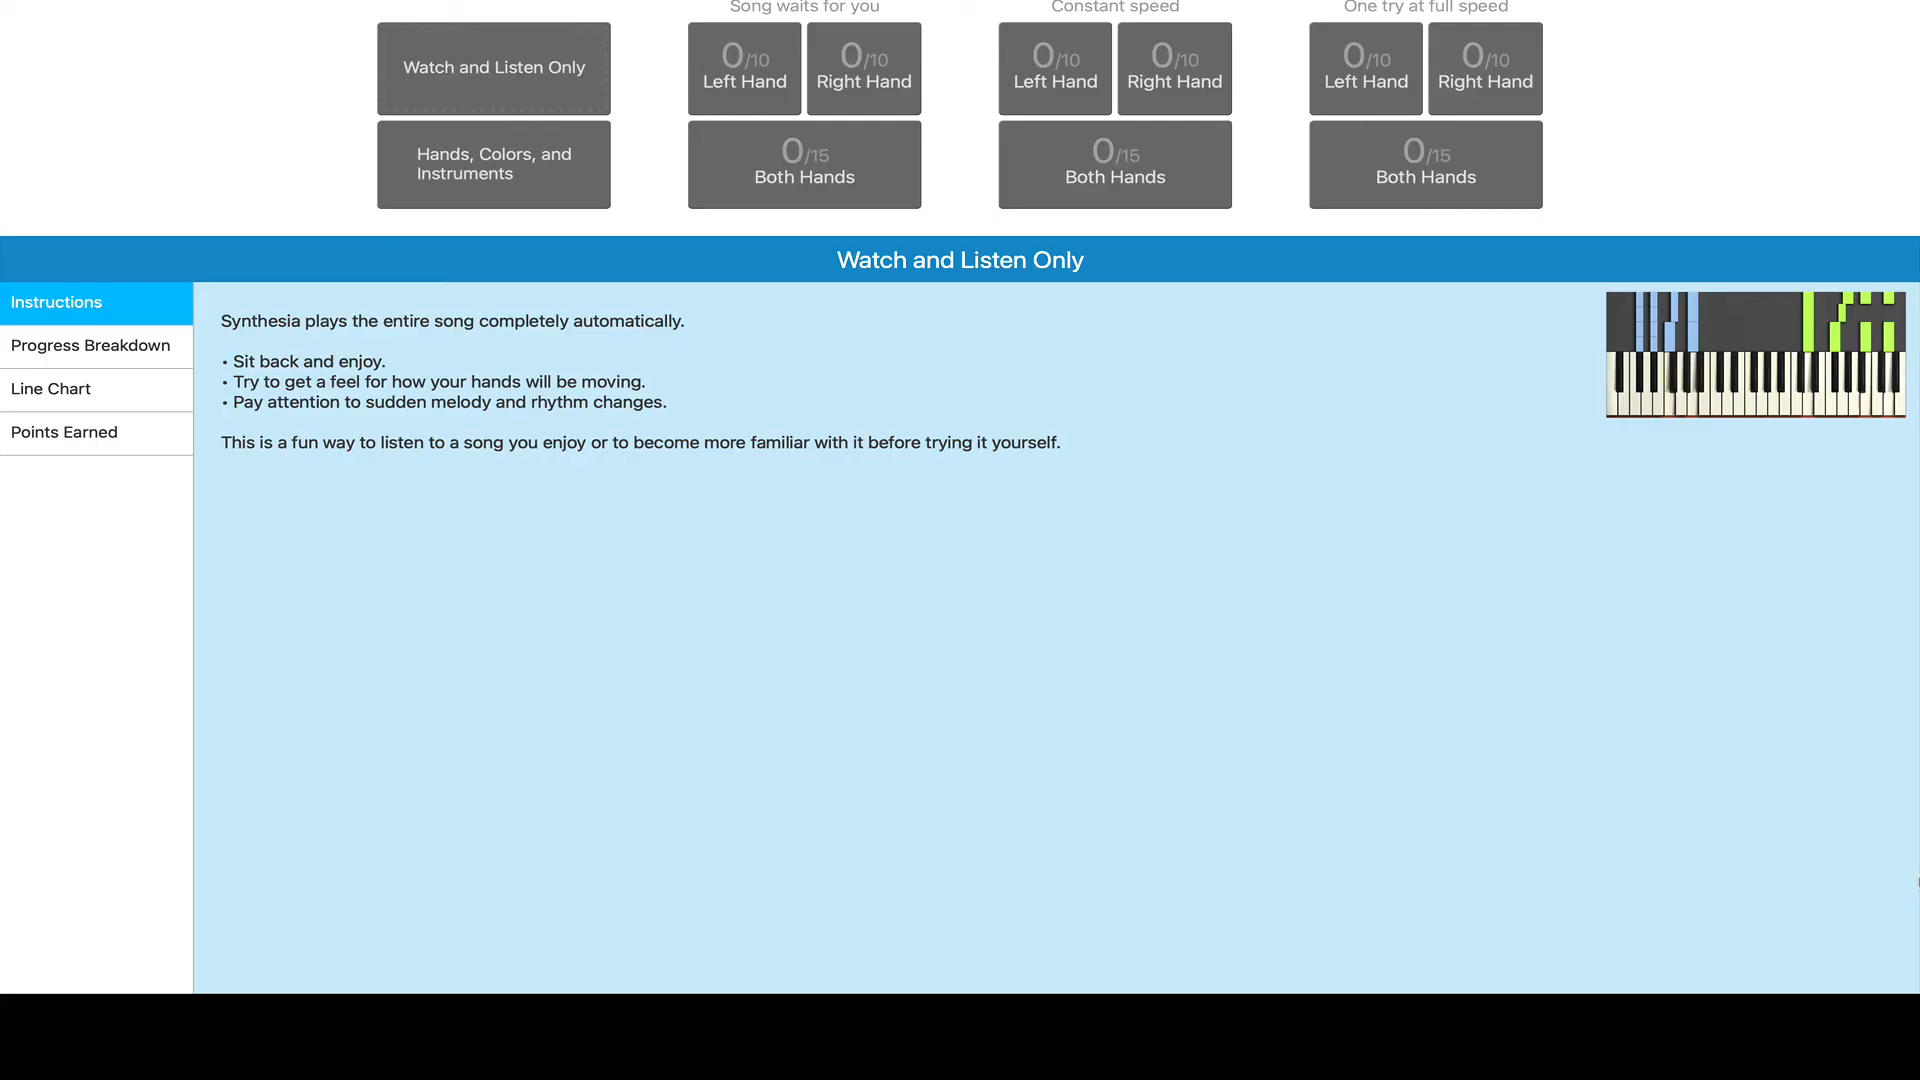 Song waits for you
Constant speed
One try at full speed
Watch and Listen Only
0/10
Left Hand
0/10
Right Hand
0/10
Left Hand
0/10
Right Hand
0/10
Left Hand
0/10
Right Hand
Hands, Colors, and
Instruments
0/15
Both Hands
0/15
Both Hands
0/15
Both Hands
Watch and Listen Only
Instructions
Progress Breakdown
Line Chart
Points Earned
Synthesia plays the entire song completely automatically.
• Sit back and enjoy.
• Try to get a feel for how your hands will be moving.
• Pay attention to sudden melody and rhythm changes.
This is a fun way to listen to a song you enjoy or to become more familiar with it before trying it yourself.